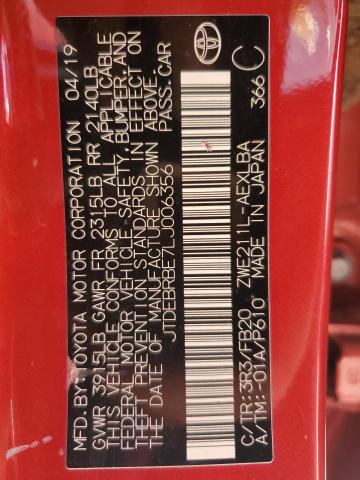 MFD.BY:TOYOTA MOTOR CORPORATION 04/19
GVWR 3915LB GAWR FR 2315LB RR 2140LB
THIS VEHICLE CONFORMS TO ALL APPLICABLE
FEDERAL MOTOR VEHICLE SAFETY, BUMPER, AND
THEFT PREVENTION STANDARDS IN EFFECT ON
THE DATE OF MANUFACTURE SHOWN ABOVE.
JTDEBRBE7LJ006356 PASS.CAR
C/TR:3R3/FB20 ZWE211L-AEXLBA
A/TM:-01A/P610 MADE IN JAPAN 366 C